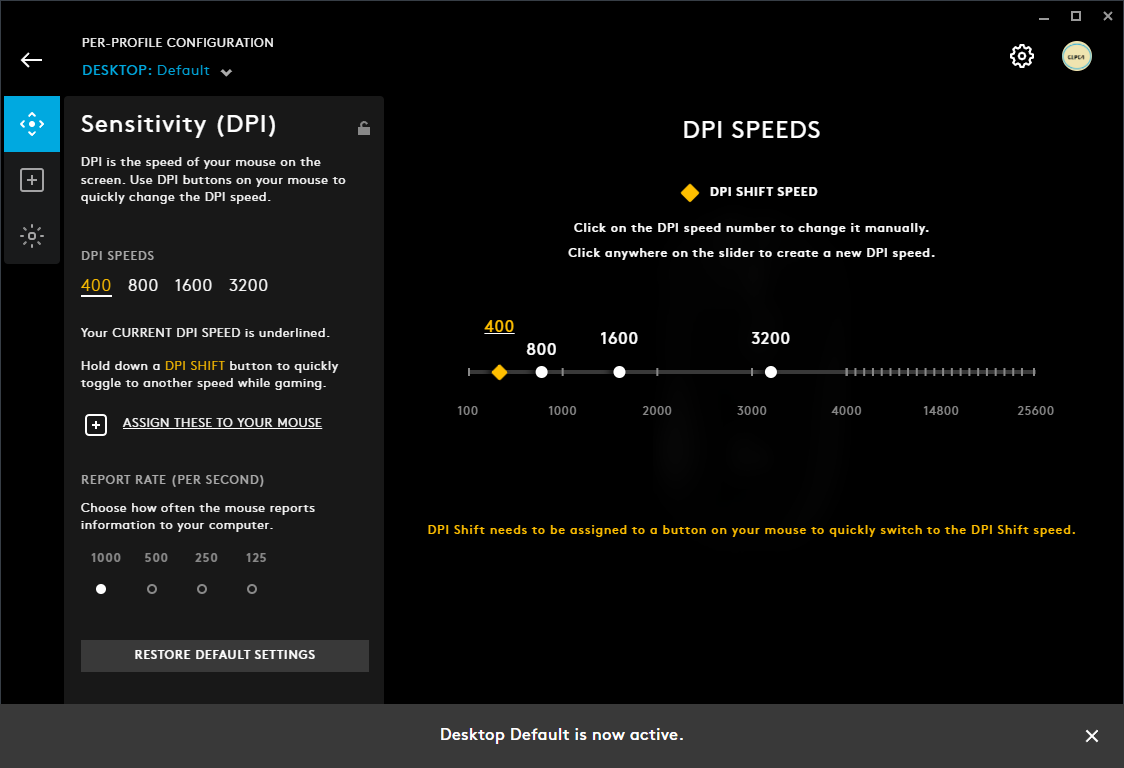 PER-PROFILE CONFIGURATION
DESKTOP: Default
Sensitivity (DPI)
DPI is the speed of your mouse on the
screen. Use DPI buttons on your mouse to
quickly change the DPI speed.
DPI SPEEDS
400 800 1600 3200
Your CURRENT DPI SPEED is underlined.
Hold down a DPI SHIFT button to quickly
toggle to another speed while gaming.
ASSIGN THESE TO YOUR MOUSE
REPORT RATE (PER SECOND)
Choose how often the mouse reports
information to your computer.
1000 500 250 125
RESTORE DEFAULT SETTINGS
DPI SPEEDS
DPI SHIFT SPEED
Click on the DPI speed number to change it manually.
Click anywhere on the slider to create a new DPI speed.
400 800 1600 3200
100 1000 2000 3000 4000 14800 25600
DPI Shift needs to be assigned to a button on your mouse to quickly switch to the DPI Shift speed.
Desktop Default is now active.